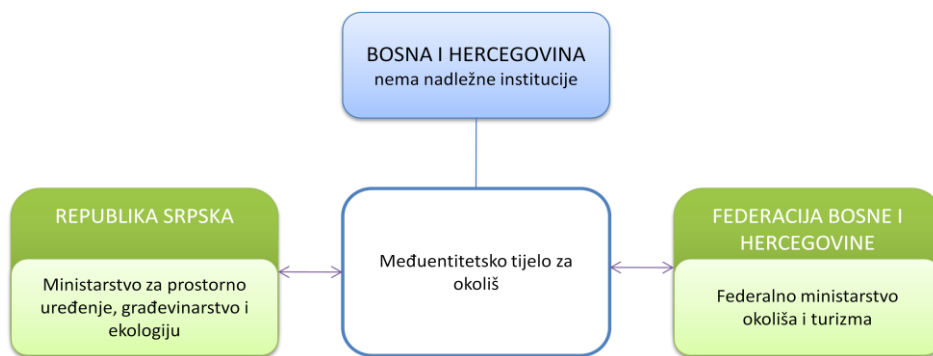 BOSNA I HERCEGOVINA
nema nadležne institucije
REPUBLIKA SRPSKA
Ministarstvo za prostorno
uređenje, građevinarstvo i
ekologiju
Međuentitetsko tijelo za
okoliš
FEDERACIJA BOSNE I
HERCEGOVINE
Federalno ministarstvo
okoliša i turizma